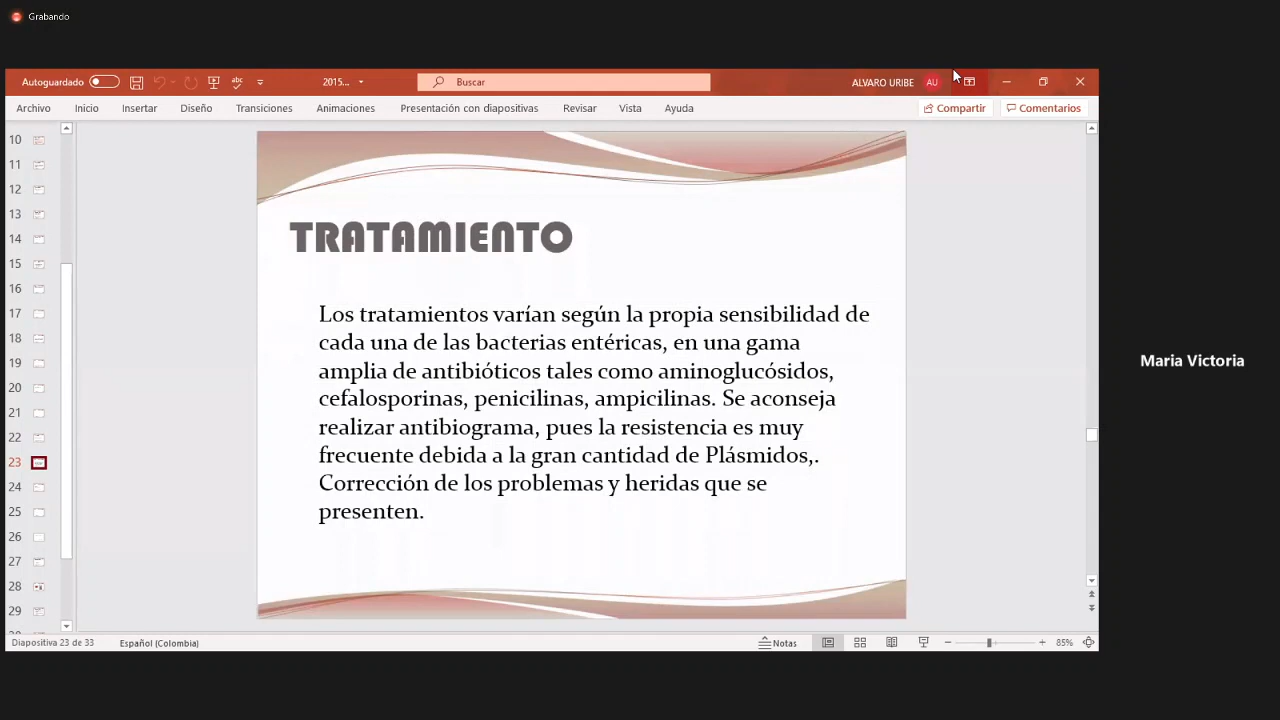 Grabando
Autoguardado
abc
2015...
Buscar
ALVARO URIBE
AU
Archivo Inicio Insertar Diseño Transiciones Animaciones Presentación con diapositivas Revisar Vista Ayuda Compartir Comentarios
10
11
12
13
14
15
16
17
18
19
20
21
22
23
24
25
26
27
28
29
TRATAMIENTO
Los tratamientos varían según la propia sensibilidad de
cada una de las bacterias entéricas, en una gama
amplia de antibióticos tales como aminoglucósidos,
cefalosporinas, penicilinas, ampicilinas. Se aconseja
realizar antibiograma, pues la resistencia es muy
frecuente debida a la gran cantidad de Plásmidos,.
Corrección de los problemas y heridas que se
presenten.
Maria Victoria
Diapositiva 23 de 33 Español (Colombia) Notas 85%